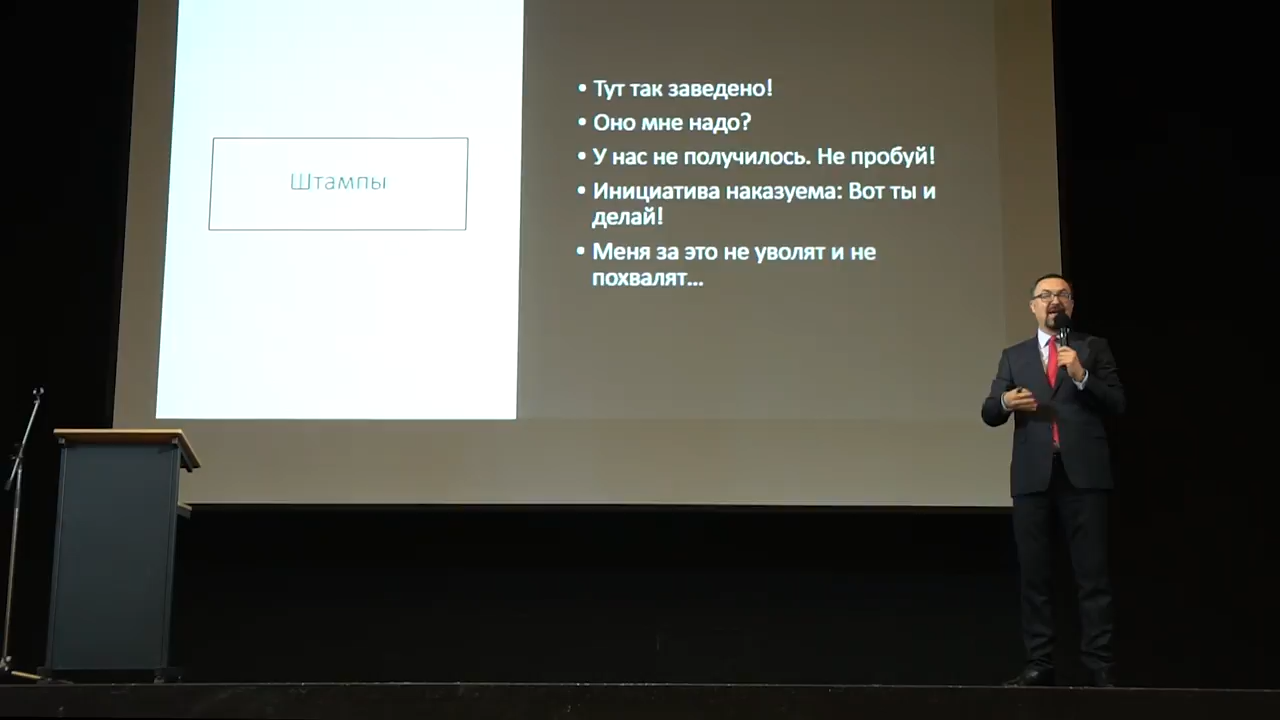 Штампы
• Тут так заведено!
• Оно мне надо?
• У нас не получилось. Не пробуй!
• Инициатива наказуема: Вот ты и
делай!
• Меня за это не уволят и не
похвалят...